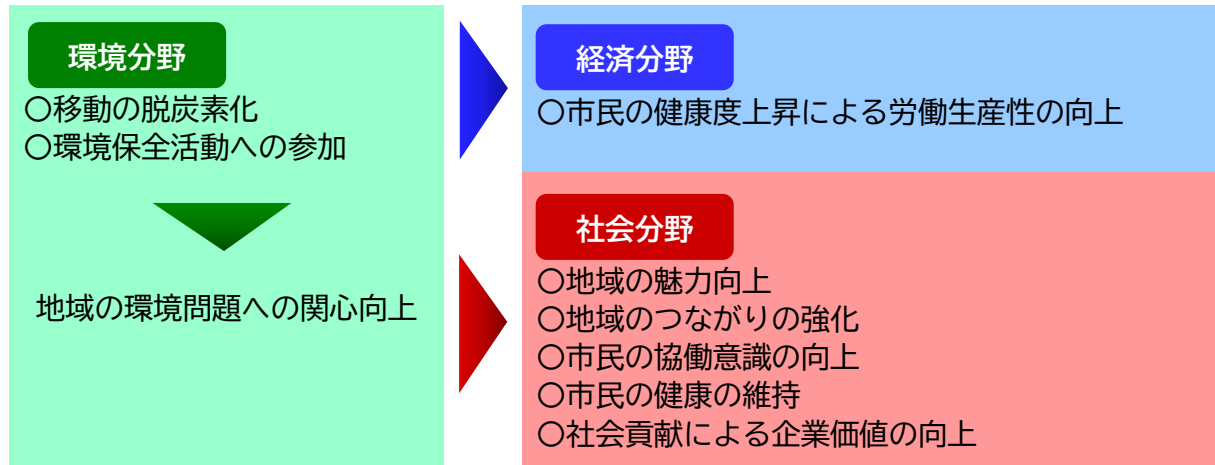 環境分野
〇移動の脱炭素化
〇環境保全活動への参加
地域の環境問題への関心向上
経済分野
〇市民の健康度上昇による労働生産性の向上
社会分野
〇地域の魅力向上
〇地域のつながりの強化
〇市民の協働意識の向上
〇市民の健康の維持
〇社会貢献による企業価値の向上